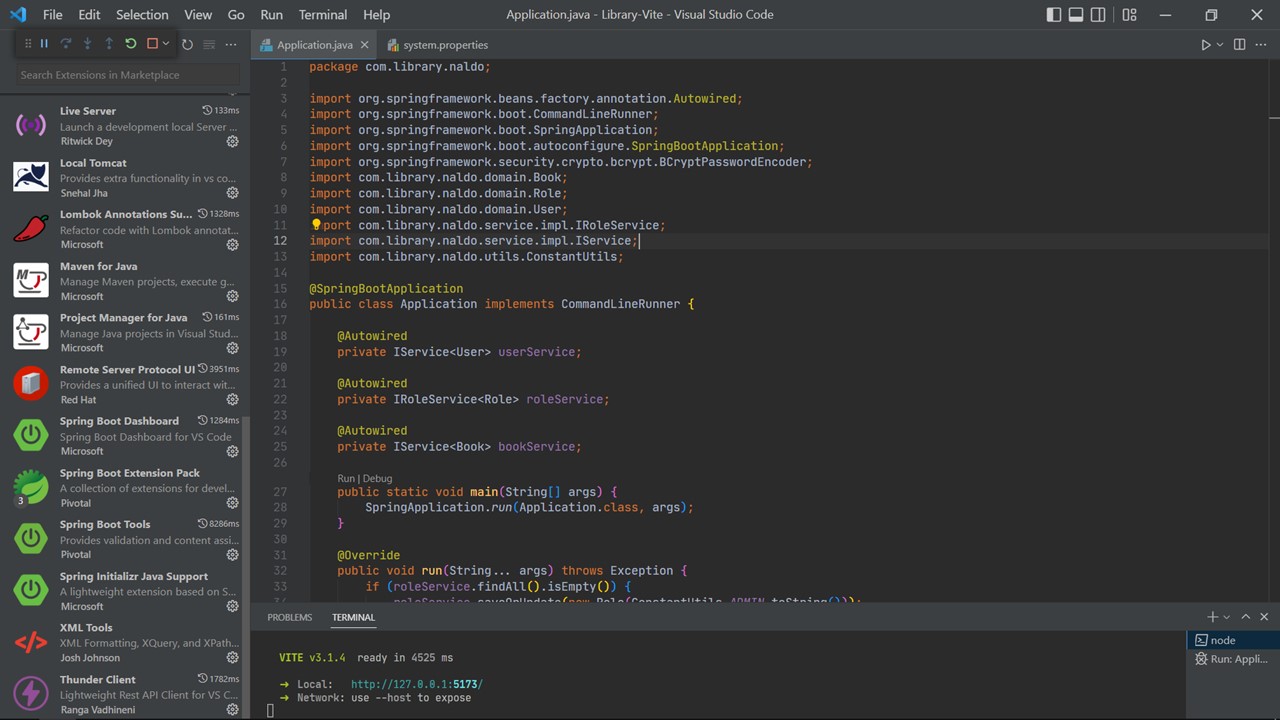 File Edit Selection View Go Run Terminal Help
Application.java - Library-Vite - Visual Studio Code
Search Extensions in Marketplace
Live Server 133ms
Launch a development local Server ...
Ritwick Dey
Local Tomcat
Provides extra functionality in vs co...
Snehal Jha
Lombok Annotations Su... 1328ms
Refactor code with Lombok annotat...
Microsoft
Maven for Java
Manage Maven projects, execute g...
Microsoft
Project Manager for Java 161ms
Manage Java projects in Visual Stud...
Microsoft
Remote Server Protocol UI 3951ms
Provides a unified UI to interact wit...
Red Hat
Spring Boot Dashboard 1284ms
Spring Boot Dashboard for VS Code
Microsoft
Spring Boot Extension Pack
A collection of extensions for devel...
3 Pivotal
Spring Boot Tools 8286ms
Provides validation and content assi...
Pivotal
Spring Initializr Java Support
A lightweight extension based on S...
Microsoft
XML Tools
XML Formatting, XQuery, and XPath...
Josh Johnson
Thunder Client 1782ms
Lightweight Rest API Client for VS C...
Ranga Vadhineni
Application.java system.properties
1 package com.library.naldo;
2
3 import org.springframework.beans.factory.annotation.Autowired;
4 import org.springframework.boot.CommandLineRunner;
5 import org.springframework.boot.SpringApplication;
6 import org.springframework.boot.autoconfigure.SpringBootApplication;
7 import org.springframework.security.crypto.bcrypt.BCryptPasswordEncoder;
8 import com.library.naldo.domain.Book;
9 import com.library.naldo.domain.Role;
10 import com.library.naldo.domain.User;
11 port com.library.naldo.service.impl.IRoleService;
12 import com.library.naldo.service.impl.IService;
13 import com.library.naldo.utils.ConstantUtils;
14
15 @SpringBootApplication
16 public class Application implements CommandLineRunner {
17
18 @Autowired
19 private IService<User> userService;
20
21 @Autowired
22 private IRoleService<Role> roleService;
23
24 @Autowired
25 private IService<Book> bookService;
26
Run | Debug
27 public static void main(String[] args) {
28 SpringApplication.run(Application.class, args);
29 }
30
31 @Override
32 public void run(String... args) throws Exception {
33 if (roleService.findAll().isEmpty()) {
34 roleService.saveOrUpdate(new Role(ConstantUtils.ADMIN.toString()));
PROBLEMS TERMINAL
VITE v3.1.4 ready in 4525 ms
➜ Local: http://127.0.0.1:5173/
➜ Network: use --host to expose
node
Run: Appli...